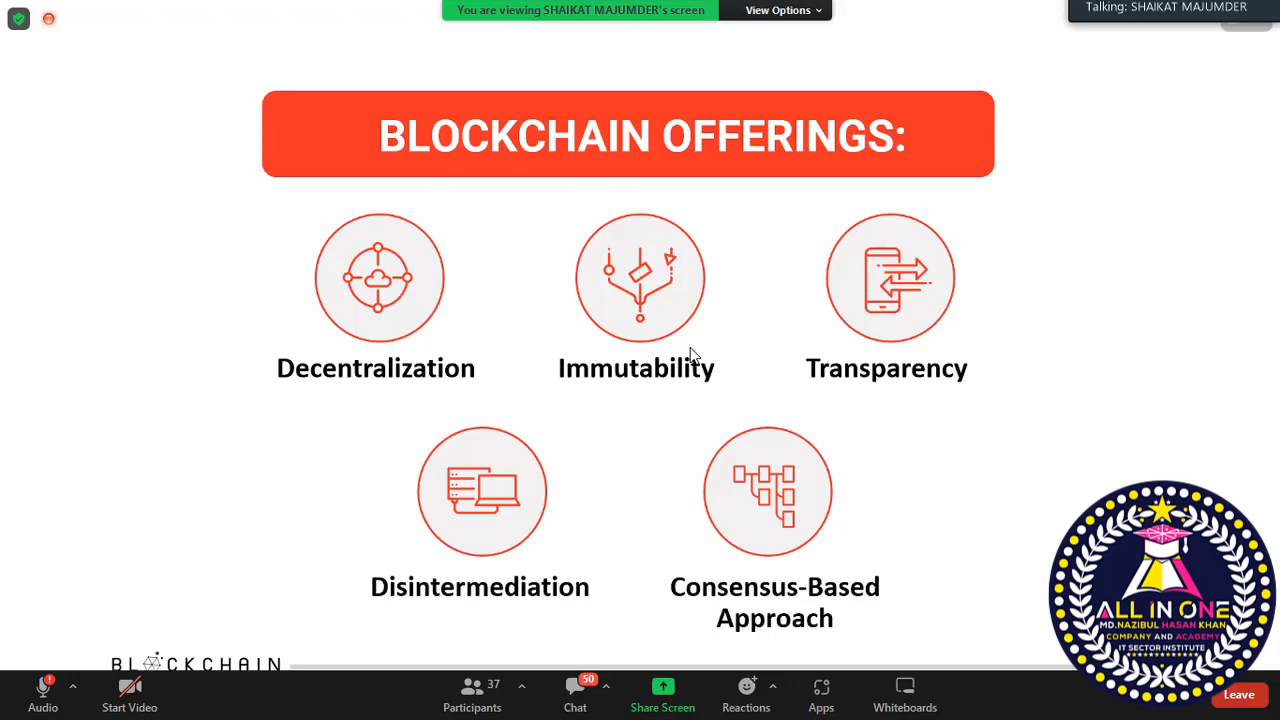 You are viewing SHAIKAT MAJUMDER's screen
View Options
Talking: SHAIKAT MAJUMDER
BLOCKCHAIN OFFERINGS:
Decentralization
Immutability
Transparency
Disintermediation
Consensus-Based
Approach
ALL IN ONE
MD.NAZIBUL HASAN KHAN
COMPANY AND ACADEMY
IT SECTOR INSTITUTE
BLOCKCHAIN
37
50
Audio
Start Video
Participants
Chat
Share Screen
Reactions
Apps
Whiteboards
Leave